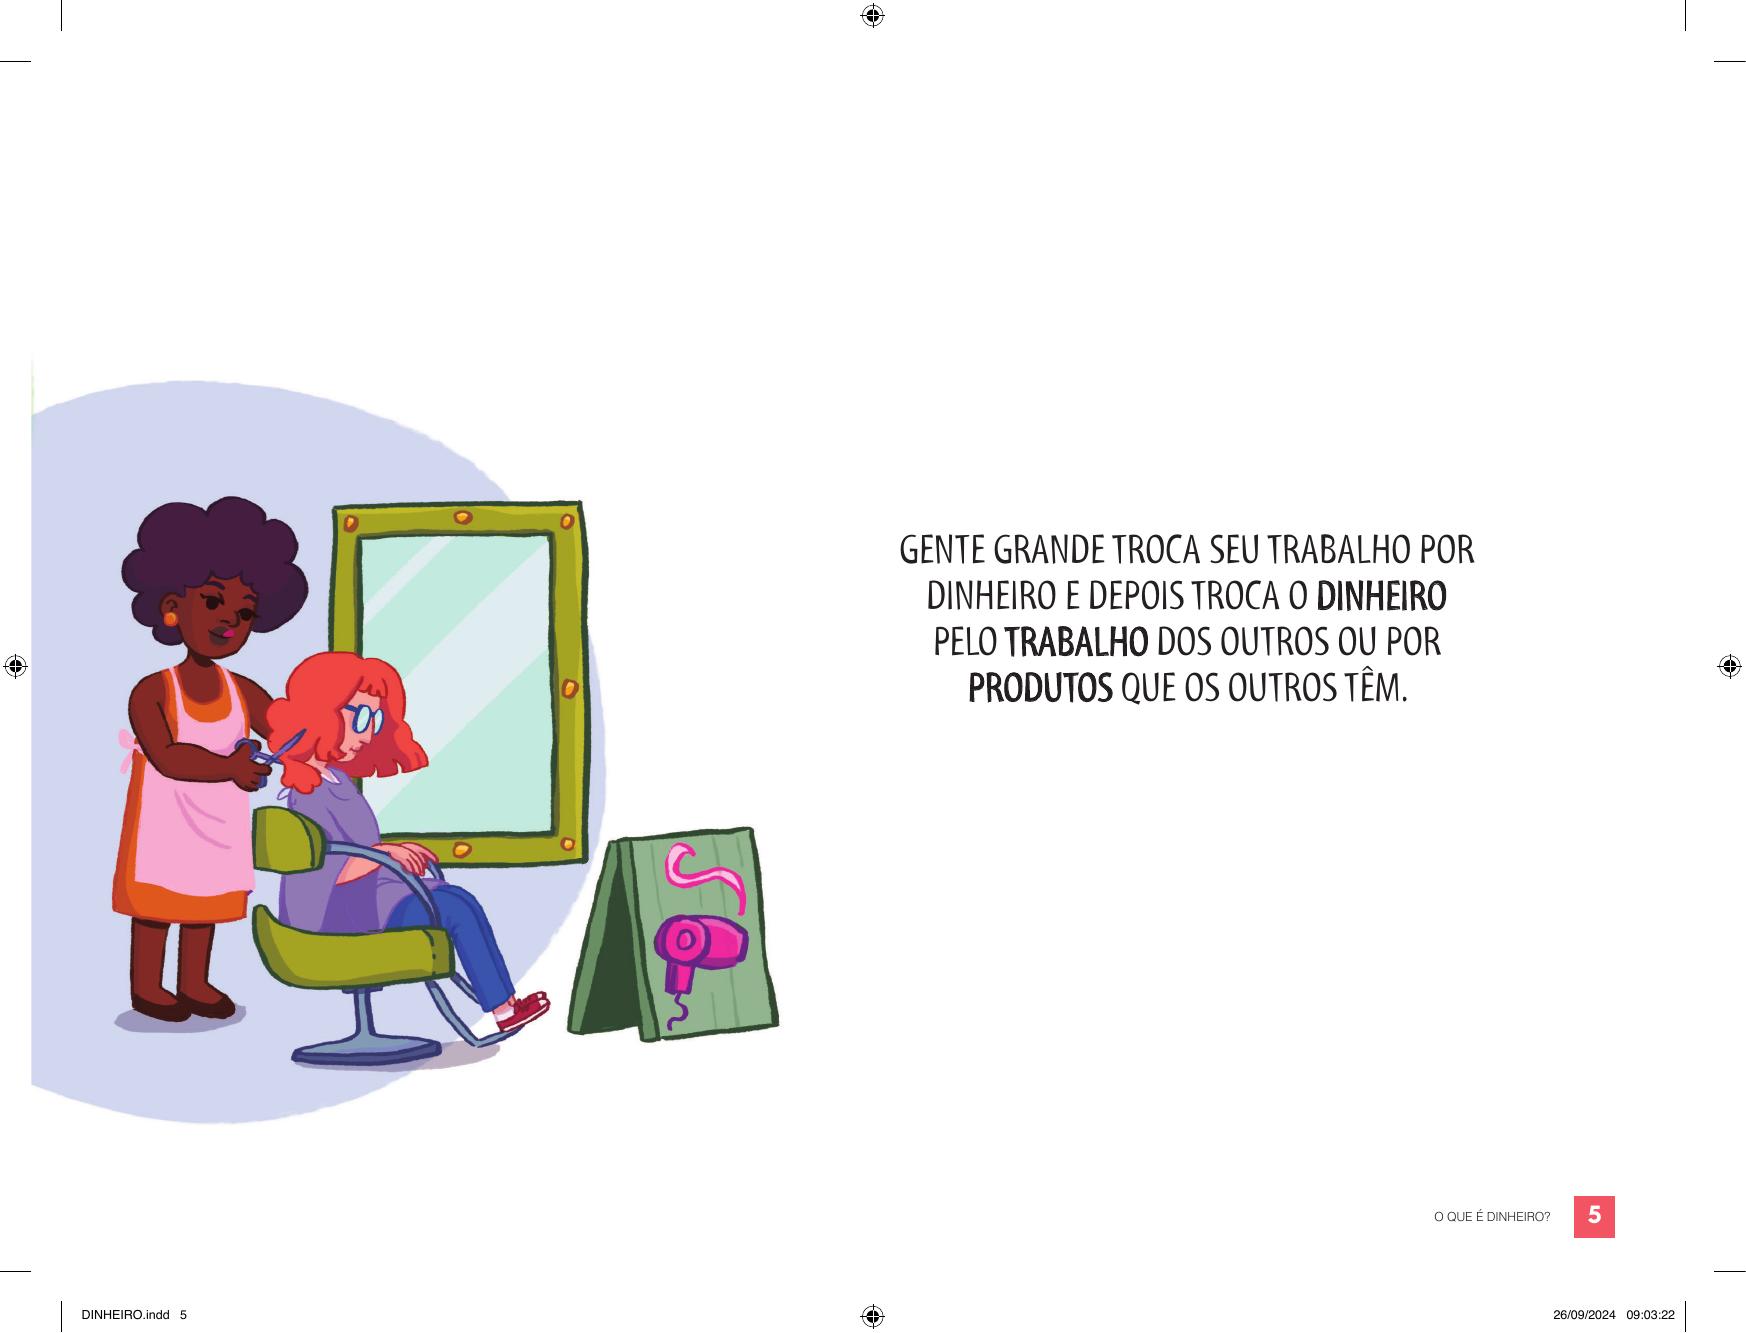 GENTE GRANDE TROCA SEU TRABALHO POR
DINHEIRO E DEPOIS TROCA O DINHEIRO
PELO TRABALHO DOS OUTROS OU POR
PRODUTOS QUE OS OUTROS TÊM.
O QUE É DINHEIRO? 5
DINHEIRO.indd 5 26/09/2024 09:03:22